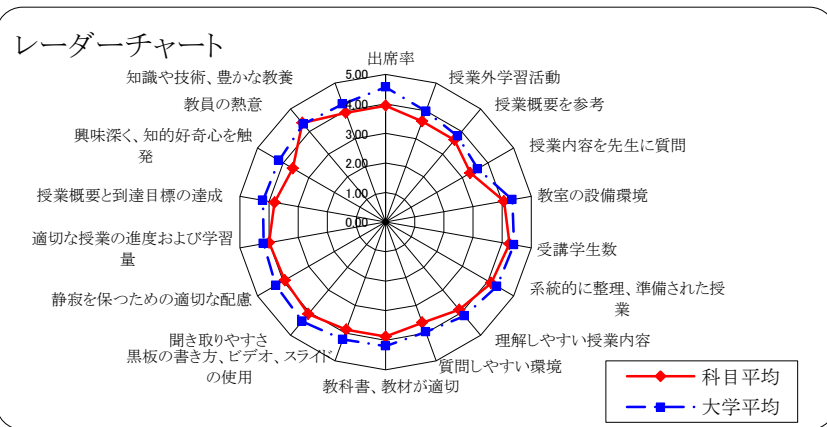 レーダーチャート
出席率
授業外学習活動
授業概要を参考
授業内容を先生に質問
教室の設備環境
受講学生数
系統的に整理、準備された授
業
理解しやすい授業内容
質問しやすい環境
教科書、教材が適切
黒板の書き方、ビデオ、スライド
の使用
聞き取りやすさ
静寂を保つための適切な配慮
適切な授業の進度および学習
量
授業概要と到達目標の達成
興味深く、知的好奇心を触
発
教員の熱意
知識や技術、豊かな教養
5.00
4.00
3.00
2.00
1.00
0.00
科目平均
大学平均